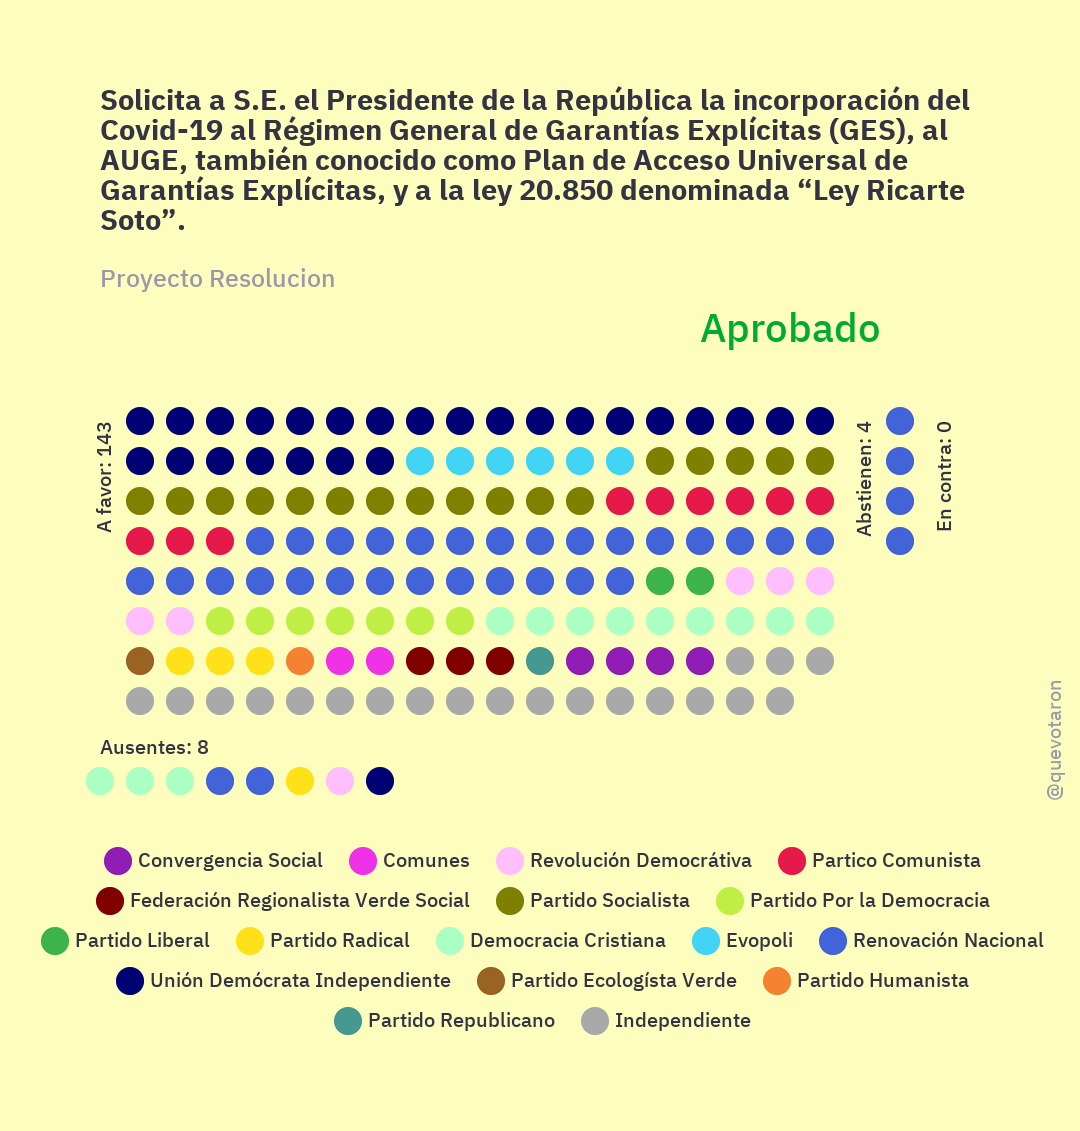 Solicita a S.E. el Presidente de la República la incorporación del
Covid-19 al Régimen General de Garantías Explícitas (GES), al
AUGE, también conocido como Plan de Acceso Universal de
Garantías Explícitas, y a la ley 20.850 denominada “Ley Ricarte
Soto”.
Proyecto Resolucion
Aprobado
A favor: 143
Abstienen: 4
En contra: 0
Ausentes: 8
@quevotaron
Convergencia Social
Comunes
Revolución Democrátiva
Partico Comunista
Federación Regionalista Verde Social
Partido Socialista
Partido Por la Democracia
Partido Liberal
Partido Radical
Democracia Cristiana
Evopoli
Renovación Nacional
Unión Demócrata Independiente
Partido Ecologísta Verde
Partido Humanista
Partido Republicano
Independiente